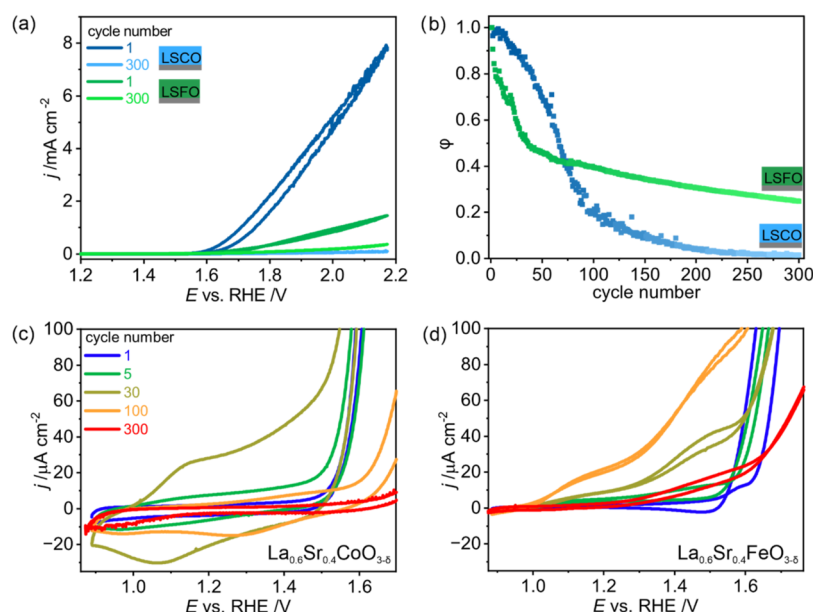 (a)
cycle number
1
300
LSCO
1
300
LSFO
8
6
4
2
0
j /mA cm⁻²
1.2 1.4 1.6 1.8 2.0 2.2
E vs. RHE /V
(b)
1.0
0.8
0.6
0.4
0.2
0.0
φ
LSFO
LSCO
0 50 100 150 200 250 300
cycle number
(c)
cycle number
1
5
30
100
300
100
80
60
40
20
0
−20
j /µA cm⁻²
La0.6Sr0.4CoO3-δ
1.0 1.2 1.4 1.6
E vs. RHE /V
(d)
100
80
60
40
20
0
−20
j /µA cm⁻²
La0.6Sr0.4FeO3-δ
1.0 1.2 1.4 1.6
E vs. RHE /V